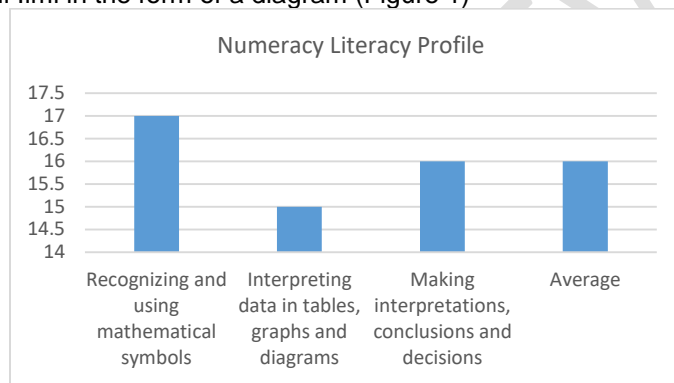 in the form of a diagram (Figure 1)
Numeracy Literacy Profile
17.5
17
16.5
16
15.5
15
14.5
14
Recognizing and
using
mathematical
symbols
Interpreting
data in tables,
graphs and
diagrams
Making
interpretations,
conclusions and
decisions
Average